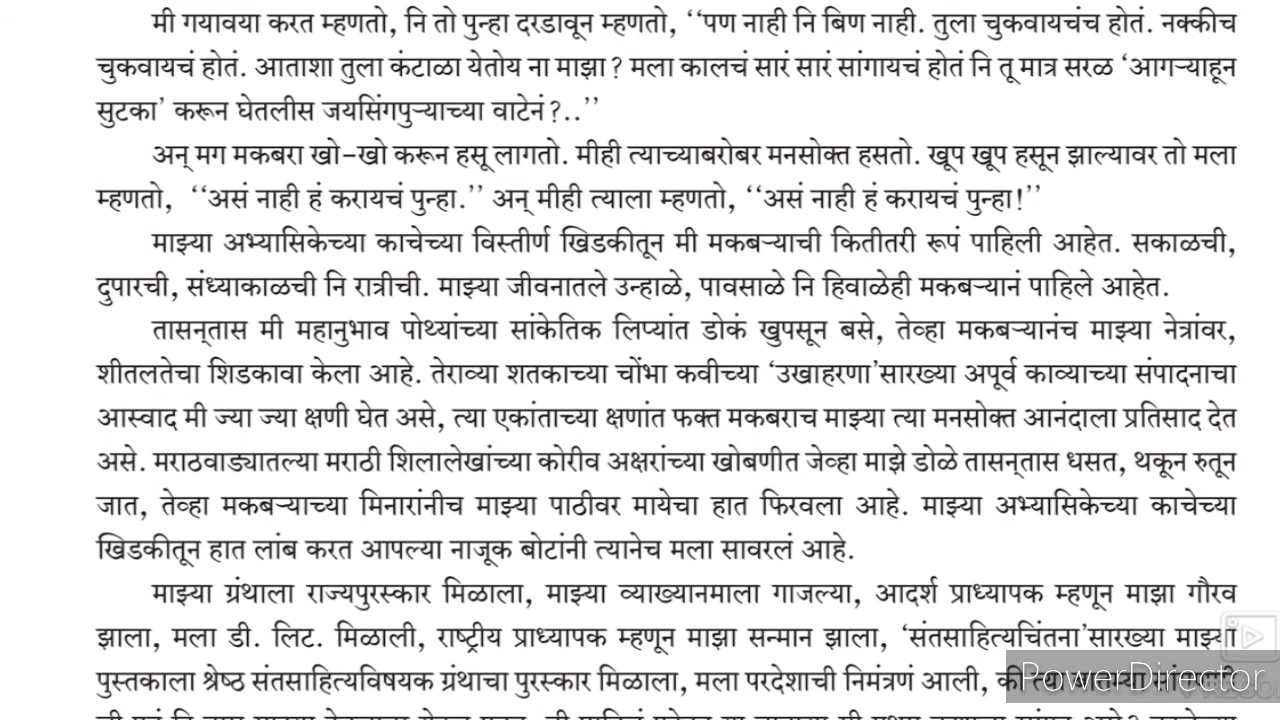 मी गयावया करत म्हणतो, नि तो पुन्हा दरडावून म्हणतो, ‘‘पण नाही नि बिण नाही. तुला चुकवायचंच होतं. नक्कीच
चुकवायचं होतं. आताशा तुला कंटाळा येतोय ना माझा? मला कालचं सारं सारं सांगायचं होतं नि तू मात्र सरळ ‘आगऱ्याहून
सुटका’ करून घेतलीस जयसिंगपुऱ्याच्या वाटेनं?..’’
अन् मग मकबरा खो-खो करून हसू लागतो. मीही त्याच्याबरोबर मनसोक्त हसतो. खूप खूप हसून झाल्यावर तो मला
म्हणतो, ‘‘असं नाही हं करायचं पुन्हा.’’ अन् मीही त्याला म्हणतो, ‘‘असं नाही हं करायचं पुन्हा!’’
माझ्या अभ्यासिकेच्या काचेच्या विस्तीर्ण खिडकीतून मी मकबऱ्याची कितीतरी रूपं पाहिली आहेत. सकाळची,
दुपारची, संध्याकाळची नि रात्रीची. माझ्या जीवनातले उन्हाळे, पावसाळे नि हिवाळेही मकबऱ्यानं पाहिले आहेत.
तासन्‌तास मी महानुभाव पोथ्यांच्या सांकेतिक लिप्यांत डोकं खुपसून बसे, तेव्हा मकबऱ्यानंच माझ्या नेत्रांवर,
शीतलतेचा शिडकावा केला आहे. तेराव्या शतकाच्या चोंभा कवीच्या ‘उखाहरणा’सारख्या अपूर्व काव्याच्या संपादनाचा
आस्वाद मी ज्या ज्या क्षणी घेत असे, त्या एकांताच्या क्षणांत फक्त मकबराच माझ्या त्या मनसोक्त आनंदाला प्रतिसाद देत
असे. मराठवाड्यातल्या मराठी शिलालेखांच्या कोरीव अक्षरांच्या खोबणीत जेव्हा माझे डोळे तासन्‌तास धसत, थकून रुतून
जात, तेव्हा मकबऱ्याच्या मिनारांनीच माझ्या पाठीवर मायेचा हात फिरवला आहे. माझ्या अभ्यासिकेच्या काचेच्या
खिडकीतून हात लांब करत आपल्या नाजूक बोटांनी त्यानेच मला सावरलं आहे.
माझ्या ग्रंथाला राज्यपुरस्कार मिळाला, माझ्या व्याख्यानमाला गाजल्या, आदर्श प्राध्यापक म्हणून माझा गौरव
झाला, मला डी. लिट. मिळाली, राष्ट्रीय प्राध्यापक म्हणून माझा सन्मान झाला, ‘संतसाहित्यचिंतना’सारख्या माझ्या
पुस्तकाला श्रेष्ठ संतसाहित्यविषयक ग्रंथाचा पुरस्कार मिळाला, मला परदेशाची निमंत्रणं आली, की
PowerDirector